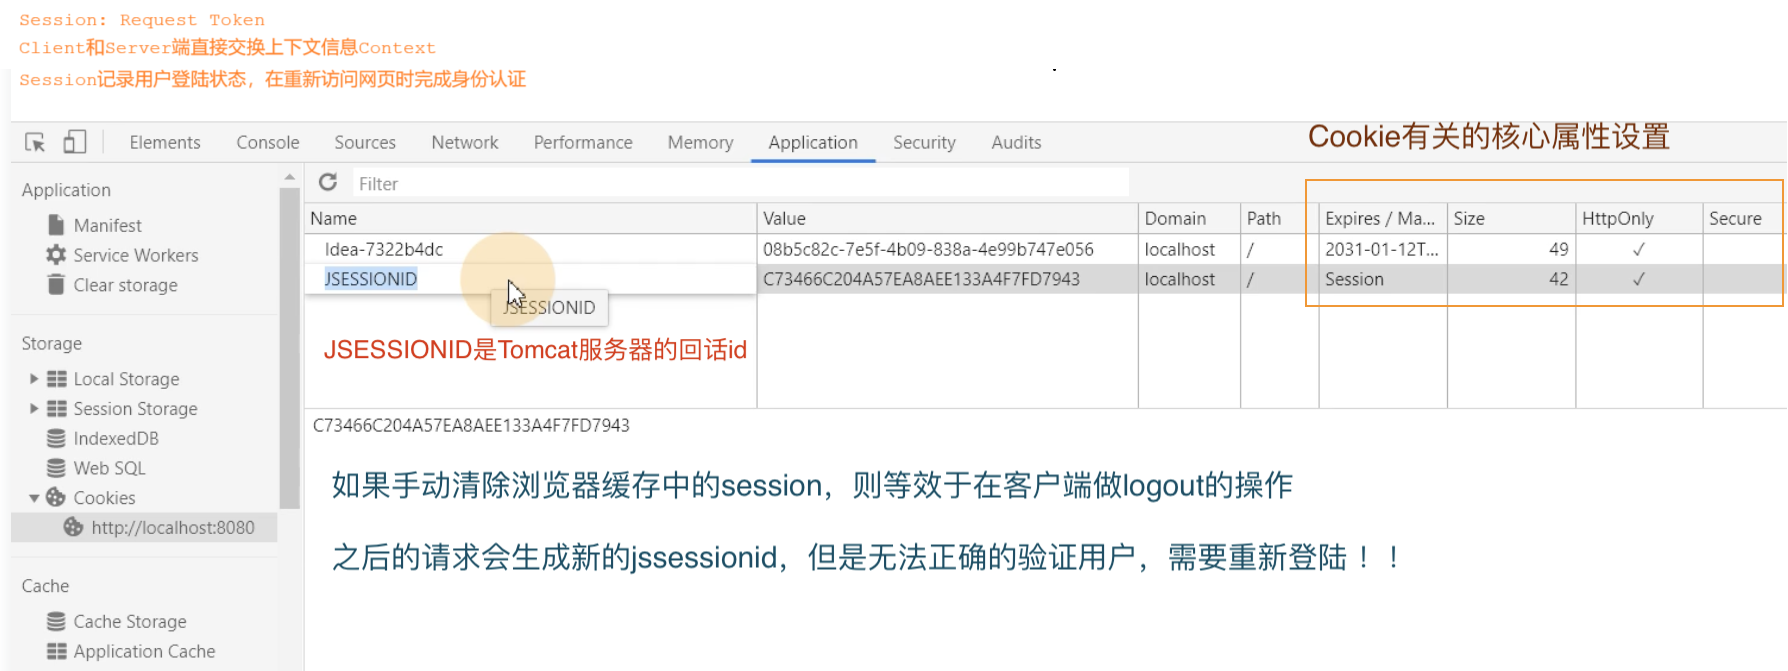 Session: Request Token
Client和Server端直接交换上下文信息Context
Session记录用户登陆状态，在重新访问网页时完成身份认证
Elements Console Sources Network Performance Memory Application Security Audits
Cookie有关的核心属性设置
Application
Manifest
Service Workers
Clear storage
Storage
Local Storage
Session Storage
IndexedDB
Web SQL
Cookies
http://localhost:8080
Cache
Cache Storage
Application Cache
Filter
Name Value Domain Path Expires / Ma... Size HttpOnly Secure
Idea-7322b4dc 08b5c82c-7e5f-4b09-838a-4e99b747e056 localhost / 2031-01-12T... 49 ✓
JSESSIONID C73466C204A57EA8AEE133A4F7FD7943 localhost / Session 42 ✓
JSESSIONID
JSESSIONID是Tomcat服务器的回话id
C73466C204A57EA8AEE133A4F7FD7943
如果手动清除浏览器缓存中的session，则等效于在客户端做logout的操作
之后的请求会生成新的jssessionid，但是无法正确的验证用户，需要重新登陆！！